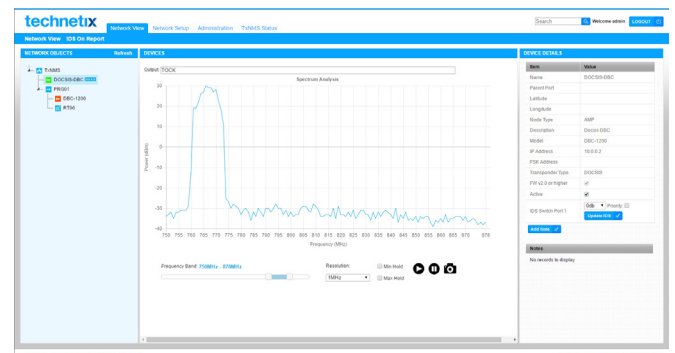 technetix
Network View Network Setup Administration TxNMS Status
Search
Welcome admin LOGOUT
Network View IDS On Report
NETWORK OBJECTS Refresh
TxNMS
DOCSIS-DBC
PRG01
DBC-1200
RT06
DEVICES
Output TOCK
Spectrum Analysis
Power (dBm)
30
20
10
0
-10
-20
-30
-40
750 755 760 765 770 775 780 785 790 795 800 805 810 815 820 825 830 835 840 845 850 855 860 865 870 878
Frequency (MHz)
Frequency Band: 750MHz - 878MHz
Resolution:
1MHz
Min Hold
Max Hold
DEVICE DETAILS
Item Value
Name DOCSIS-DBC
Parent Port
Latitude
Longitude
Node Type AMP
Description Docsis DBC
Model DBC-1200
IP Address 10.0.0.2
FSK Address
Transponder Type DOCSIS
FW v2.0 or higher
Active
IDS Switch Port 1 0db Priority:
Update IDS
Add Note
Notes
No records to display